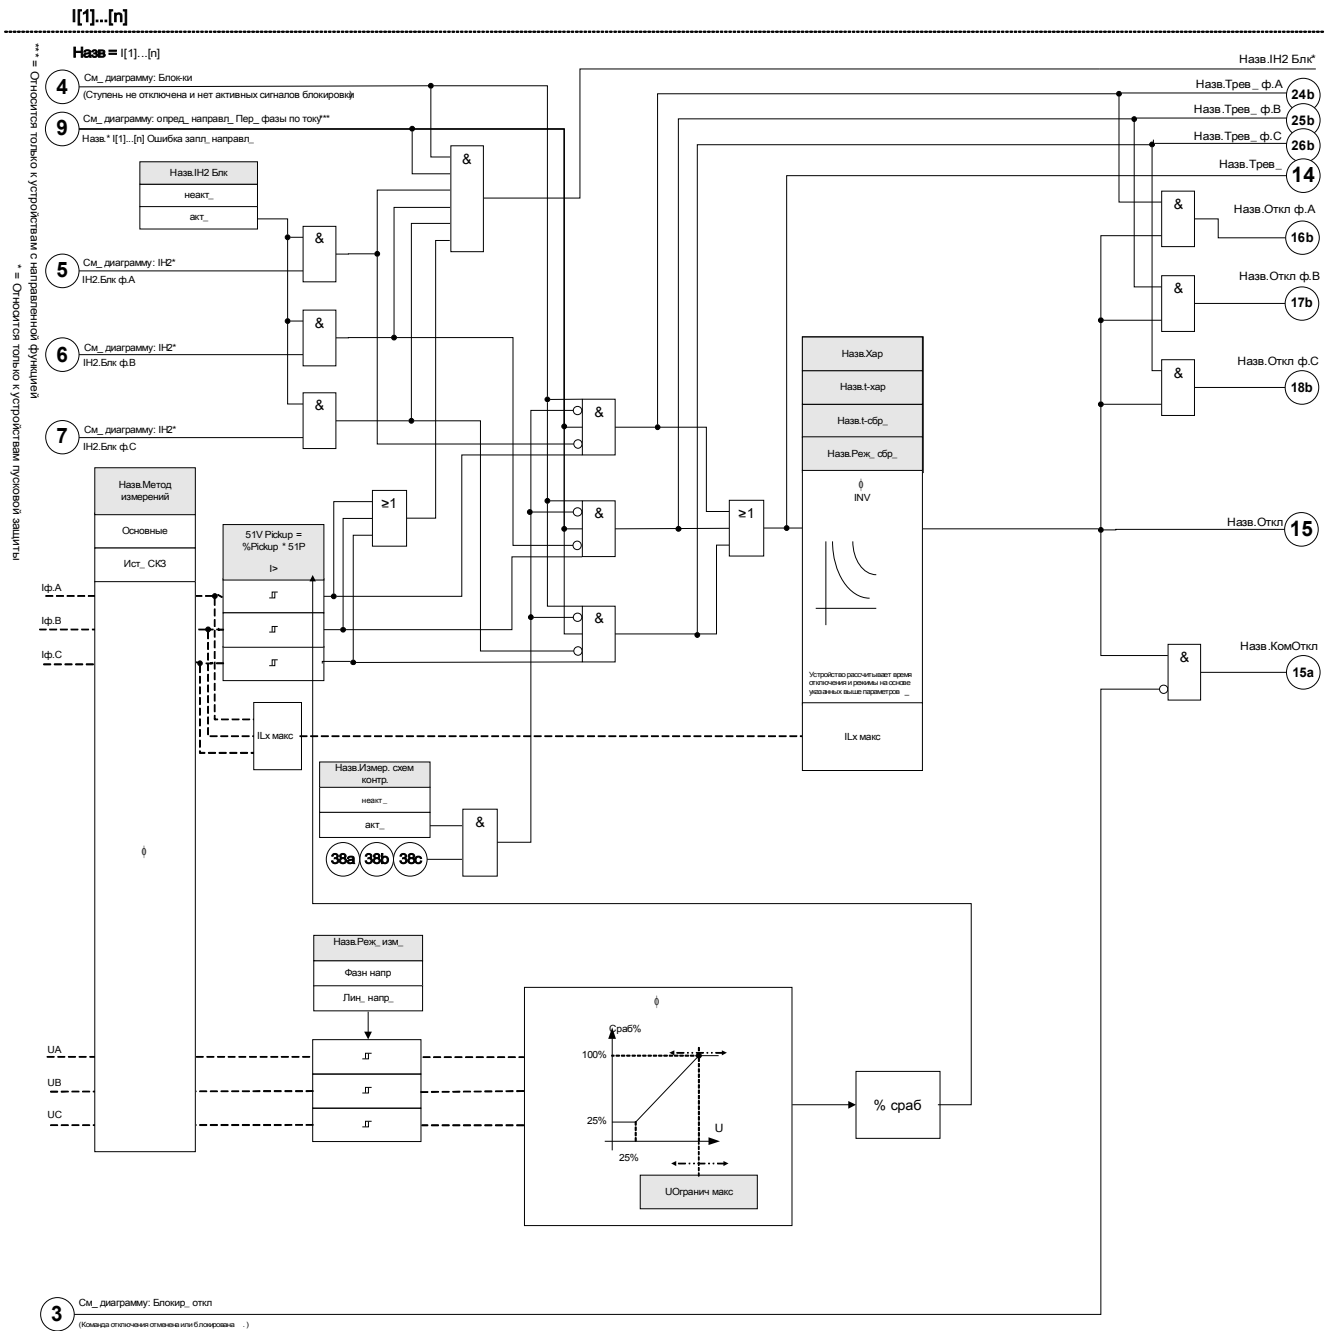 I[1]...[n]
Назв = I[1]...[n]
*** = Относится только к устройствам с направленной функцией
* = Относится только к устройствам пусковой защиты
4
См_ диаграмму: Блок-ки
(Ступень не отключена и нет активных сигналов блокировки)
9
См_ диаграмму: опред_ направл_ Пер_ фазы по току***
Назв.* I[1]...[n] Ошибка запл_ направл_
Назв.IH2 Блк
неакт_
акт_
5
См_ диаграмму: IH2*
IH2.Блк ф.A
6
См_ диаграмму: IH2*
IH2.Блк ф.B
7
См_ диаграмму: IH2*
IH2.Блк ф.C
&
&
&
&
Назв.IH2 Блк*
Назв.Трев_ ф.A
24b
Назв.Трев_ ф.B
25b
Назв.Трев_ ф.C
26b
Назв.Трев_
14
&
Назв.Откл ф.A
16b
&
Назв.Откл ф.B
17b
&
Назв.Откл ф.C
18b
Назв.Метод измерений
Основные
Ист_ СКЗ
ϕ
51V Pickup =
%Pickup * 51P
I>
≥1
&
&
&
≥1
Назв.Хар
Назв.t-хар
Назв.t-сбр_
Назв.Реж_ сбр_
ϕ
INV
Устройство рассчитывает время
отключения и режимы на основе
указанных выше параметров _
ILx макс
Назв.Откл
15
Iф.A
Iф.B
Iф.C
ILx макс
&
Назв.КомОткл
15a
Назв.Измер. схем
контр.
неакт_
акт_
&
38a 38b 38c
Назв.Реж_ изм_
Фазн напр
Лин_ напр_
UA
UB
UC
ϕ
Сраб%
100%
25%
U
25%
UОгранич макс
% сраб
3
См_ диаграмму: Блокир_ откл
(Команда отключения отменена или блокирована . )